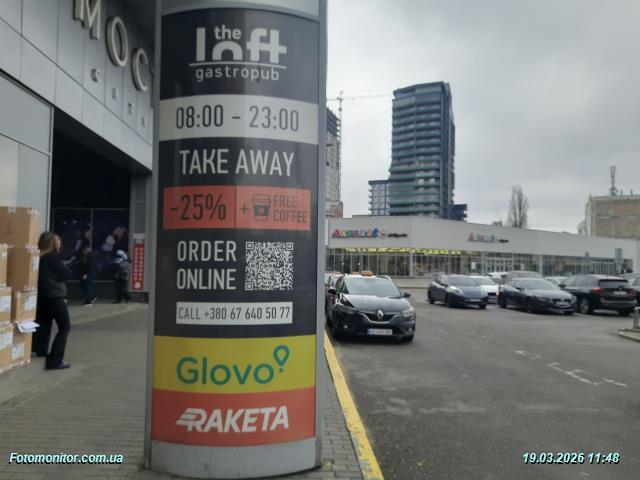 МОС
the
loft
gastropub
08:00 – 23:00
TAKE AWAY
-25% + FREE
COFFEE
ORDER
ONLINE
CALL +380 67 640 50 77
Glovo
RAKETA
Fotomonitor.com.ua
19.03.2026 11:48